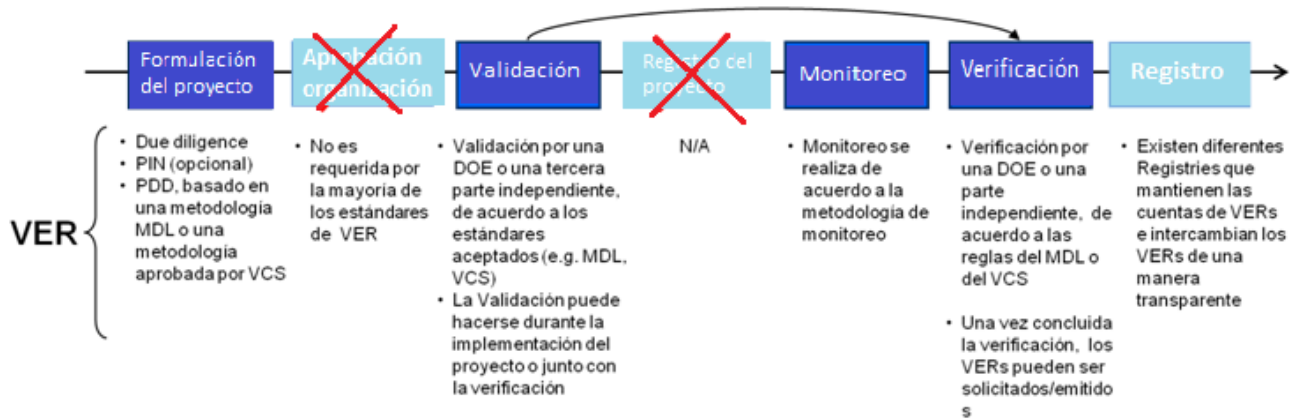 Formulación
del proyecto
Aprobación
organización
Validación
Registro cel
proyecto
Monitoreo
Verificación
Registro
VER
• Due diligence
• PIN (opcional)
• PDD, basado en
una metodología
MDL o una
metodología
aprobada por VCS
• No es
requerida por
la mayoría de
los estándares
de VER
• Validación por una
DOE o una tercera
parte independiente,
de acuerdo a los
estándares
aceptados (e.g. MDL,
VCS)
• La Validación puede
hacerse durante la
implementación del
proyecto o junto con
la verificación
N/A
• Monitoreo se
realiza de
acuerdo a la
metodología de
monitoreo
• Verificación por
una DOE o una
parte
independiente, de
acuerdo a las
reglas del MDL o
del VCS
• Una vez concluida
la verificación, los
VERs pueden ser
solicitados/emitido
s
• Existen diferentes
Registries que
mantienen las
cuentas de VERs
e intercambian los
VERs de una
manera
transparente